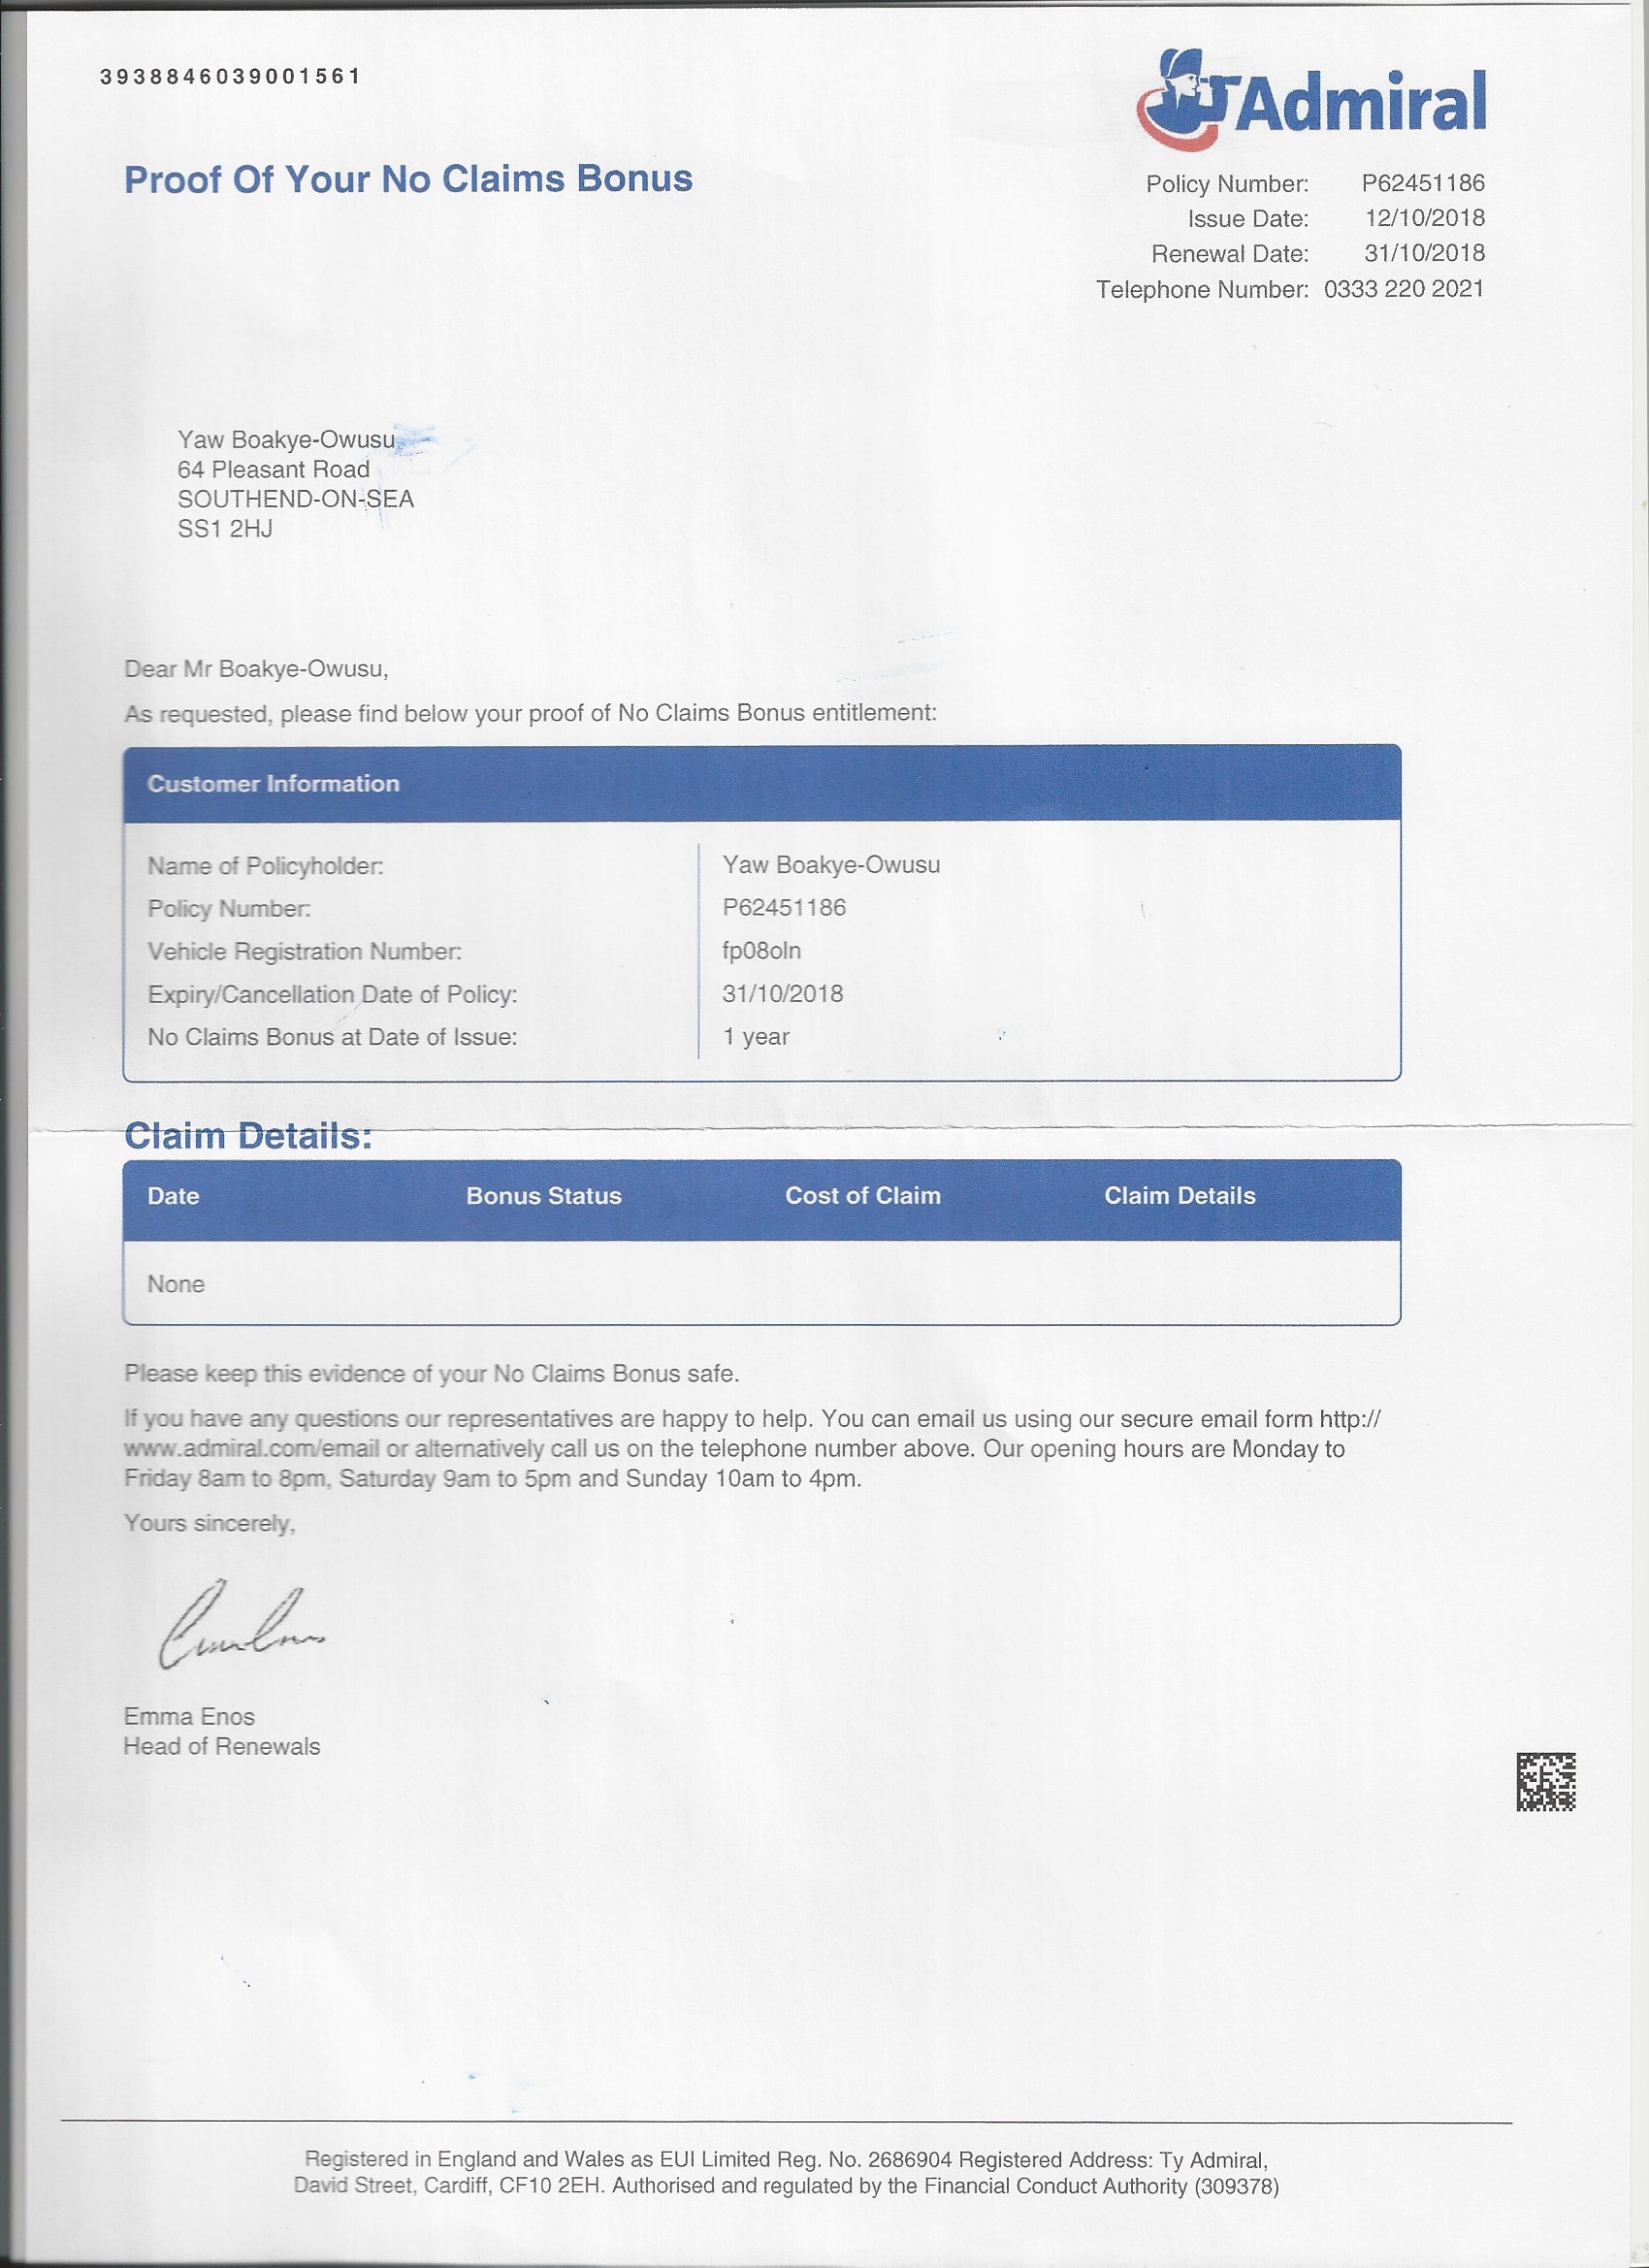 3938846039001561
Admiral
Proof Of Your No Claims Bonus
Policy Number: P62451186
Issue Date: 12/10/2018
Renewal Date: 31/10/2018
Telephone Number: 0333 220 2021
Yaw Boakye-Owusu
64 Pleasant Road
SOUTHEND-ON-SEA
SS1 2HJ
Dear Mr Boakye-Owusu,
As requested, please find below your proof of No Claims Bonus entitlement:
Customer Information
Name of Policyholder: Yaw Boakye-Owusu
Policy Number: P62451186
Vehicle Registration Number: fp08oln
Expiry/Cancellation Date of Policy: 31/10/2018
No Claims Bonus at Date of Issue: 1 year
Claim Details:
Date Bonus Status Cost of Claim Claim Details
None
Please keep this evidence of your No Claims Bonus safe.
If you have any questions our representatives are happy to help. You can email us using our secure email form http://
www.admiral.com/email or alternatively call us on the telephone number above. Our opening hours are Monday to
Friday 8am to 8pm, Saturday 9am to 5pm and Sunday 10am to 4pm.
Yours sincerely,
Emma Enos
Head of Renewals
Registered in England and Wales as EUI Limited Reg. No. 2686904 Registered Address: Ty Admiral,
David Street, Cardiff, CF10 2EH. Authorised and regulated by the Financial Conduct Authority (309378)